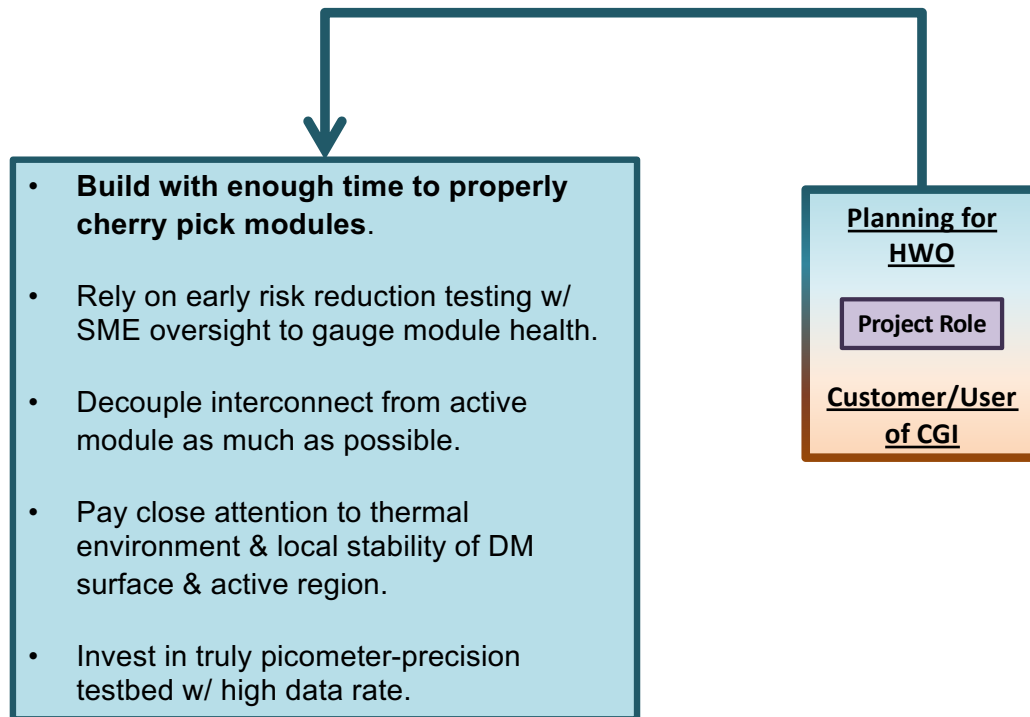 • Build with enough time to properly
cherry pick modules.
• Rely on early risk reduction testing w/
SME oversight to gauge module health.
• Decouple interconnect from active
module as much as possible.
• Pay close attention to thermal
environment & local stability of DM
surface & active region.
• Invest in truly picometer-precision
testbed w/ high data rate.
Planning for
HWO
Project Role
Customer/User
of CGI